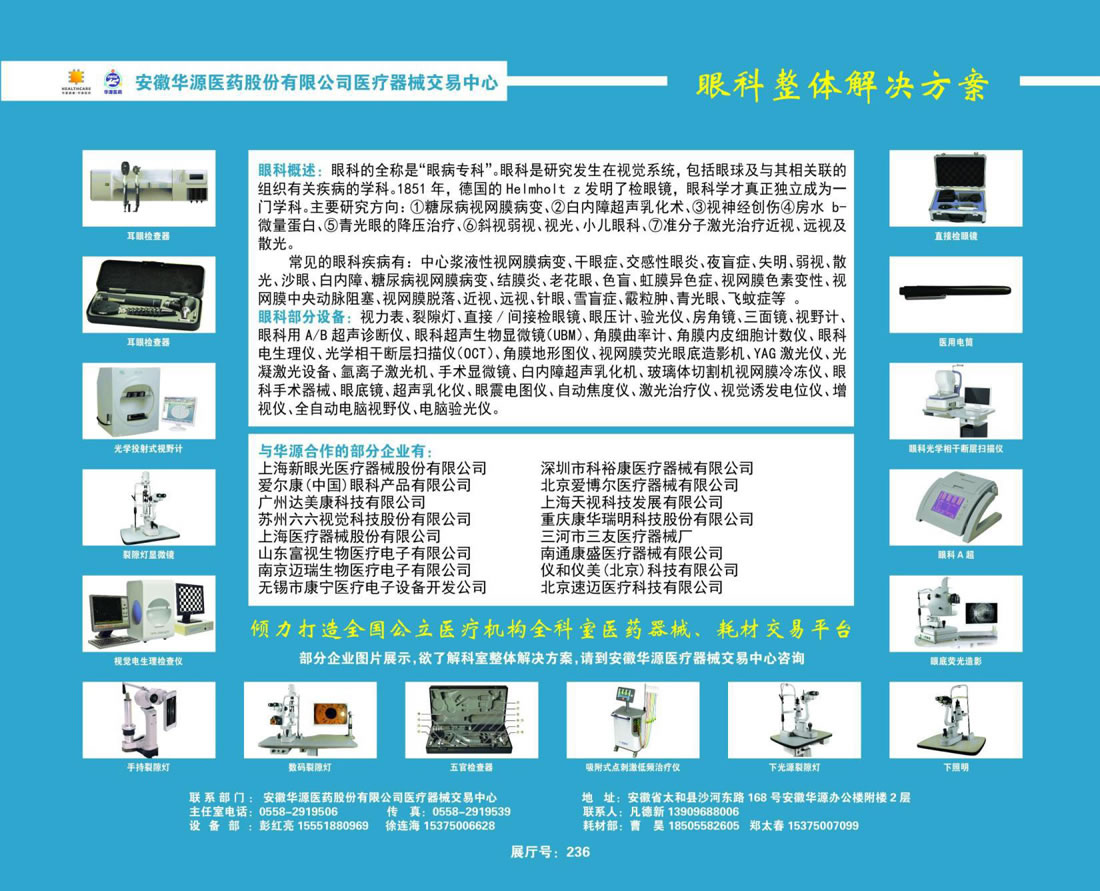 HEALTHCARE
华源医药
安徽华源医药股份有限公司医疗器械交易中心
眼科整体解决方案
眼科概述：眼科的全称是“眼病专科”。眼科是研究发生在视觉系统，包括眼球及与其相关联的
组织有关疾病的学科。1851 年，德国的 Helmholt z 发明了检眼镜，眼科学才真正独立成为一
门学科。主要研究方向：①糖尿病视网膜病变、②白内障超声乳化术、③视神经创伤④房水 b-
微量蛋白、⑤青光眼的降压治疗、⑥斜视弱视、视光、小儿眼科、⑦准分子激光治疗近视、远视及
散光。
常见的眼科疾病有：中心浆液性视网膜病变、干眼症、交感性眼炎、夜盲症、失明、弱视、散
光、沙眼、白内障、糖尿病视网膜病变、结膜炎、老花眼、色盲、虹膜异色症、视网膜色素变性、视
网膜中央动脉阻塞、视网膜脱落、近视、远视、针眼、雪盲症、霰粒肿、青光眼、飞蚊症等 。
眼科部分设备：视力表、裂隙灯、直接／间接检眼镜、眼压计、验光仪、房角镜、三面镜、视野计、
眼科用 A/B 超声诊断仪、眼科超声生物显微镜(UBM)、角膜曲率计、角膜内皮细胞计数仪、眼科
电生理仪、光学相干断层扫描仪(OCT)、角膜地形图仪、视网膜荧光眼底造影机、YAG 激光仪、光
凝激光设备、氩离子激光机、手术显微镜、白内障超声乳化机、玻璃体切割机视网膜冷冻仪、眼
科手术器械、眼底镜、超声乳化仪、眼震电图仪、自动焦度仪、激光治疗仪、视觉诱发电位仪、增
视仪、全自动电脑视野仪、电脑验光仪。
与华源合作的部分企业有：
上海新眼光医疗器械股份有限公司
爱尔康(中国)眼科产品有限公司
广州达美康科技有限公司
苏州六六视觉科技股份有限公司
上海医疗器械股份有限公司
山东富视生物医疗电子有限公司
南京迈瑞生物医疗电子有限公司
无锡市康宁医疗电子设备开发公司
深圳市科裕康医疗器械有限公司
北京爱博尔医疗器械有限公司
上海天视科技发展有限公司
重庆康华瑞明科技股份有限公司
三河市三友医疗器械厂
南通康盛医疗器械有限公司
仪和仪美(北京)科技有限公司
北京速迈医疗科技有限公司
倾力打造全国公立医疗机构全科室医药器械、耗材交易平台
部分企业图片展示，欲了解科室整体解决方案，请到安徽华源医疗器械交易中心咨询
耳眼检查器
耳眼检查器
光学投射式视野计
裂隙灯显微镜
视觉电生理检查仪
直接检眼镜
医用电筒
眼科光学相干断层扫描仪
眼科 A 超
眼底荧光造影
手持裂隙灯
数码裂隙灯
五官检查器
吸附式点刺激低频治疗仪
下光源裂隙灯
下照明
联系部门： 安徽华源医药股份有限公司医疗器械交易中心
主任室电话：0558-2919506 传 真：0558-2919539
设 备 部 ：彭红亮 15551880969 徐连海 15375006628
地 址：安徽省太和县沙河东路 168 号安徽华源办公楼附楼 2 层
联系人：凡德新 13909688006
耗材部：曹 昊 18505582605 郑太春 15375007099
展厅号：236